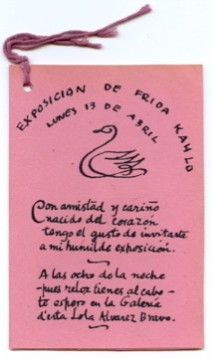 EXPOSICION DE FRIDA KAHLO
LUNES 13 DE ABRIL
Con amistad y cariño
nacido del corazón
tengo el gusto de invitarte
a mi humilde exposición.
A las ocho de la noche
-pues reloz tienes al cabo-
te espero en la Galería
d'esta Lola Alvarez Bravo.